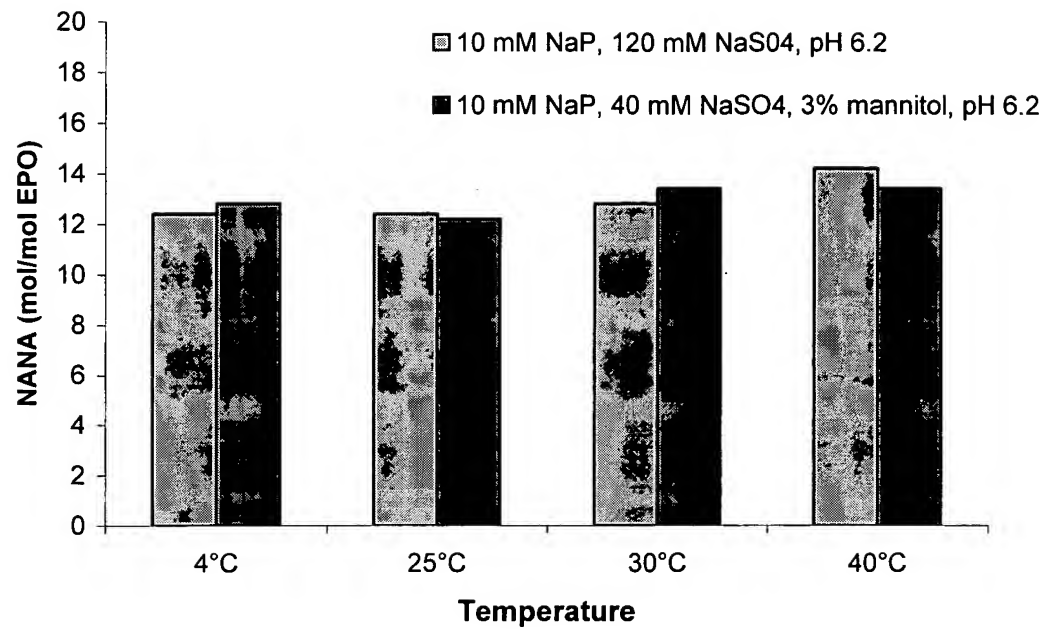 10 mM NaP, 120 mM NaS04, pH 6.2
10 mM NaP, 40 mM NaSO4, 3% mannitol, pH 6.2
NANA (mol/mol EPO)
20
18
16
14
12
10
8
6
4
2
0
4°C 25°C 30°C 40°C
Temperature